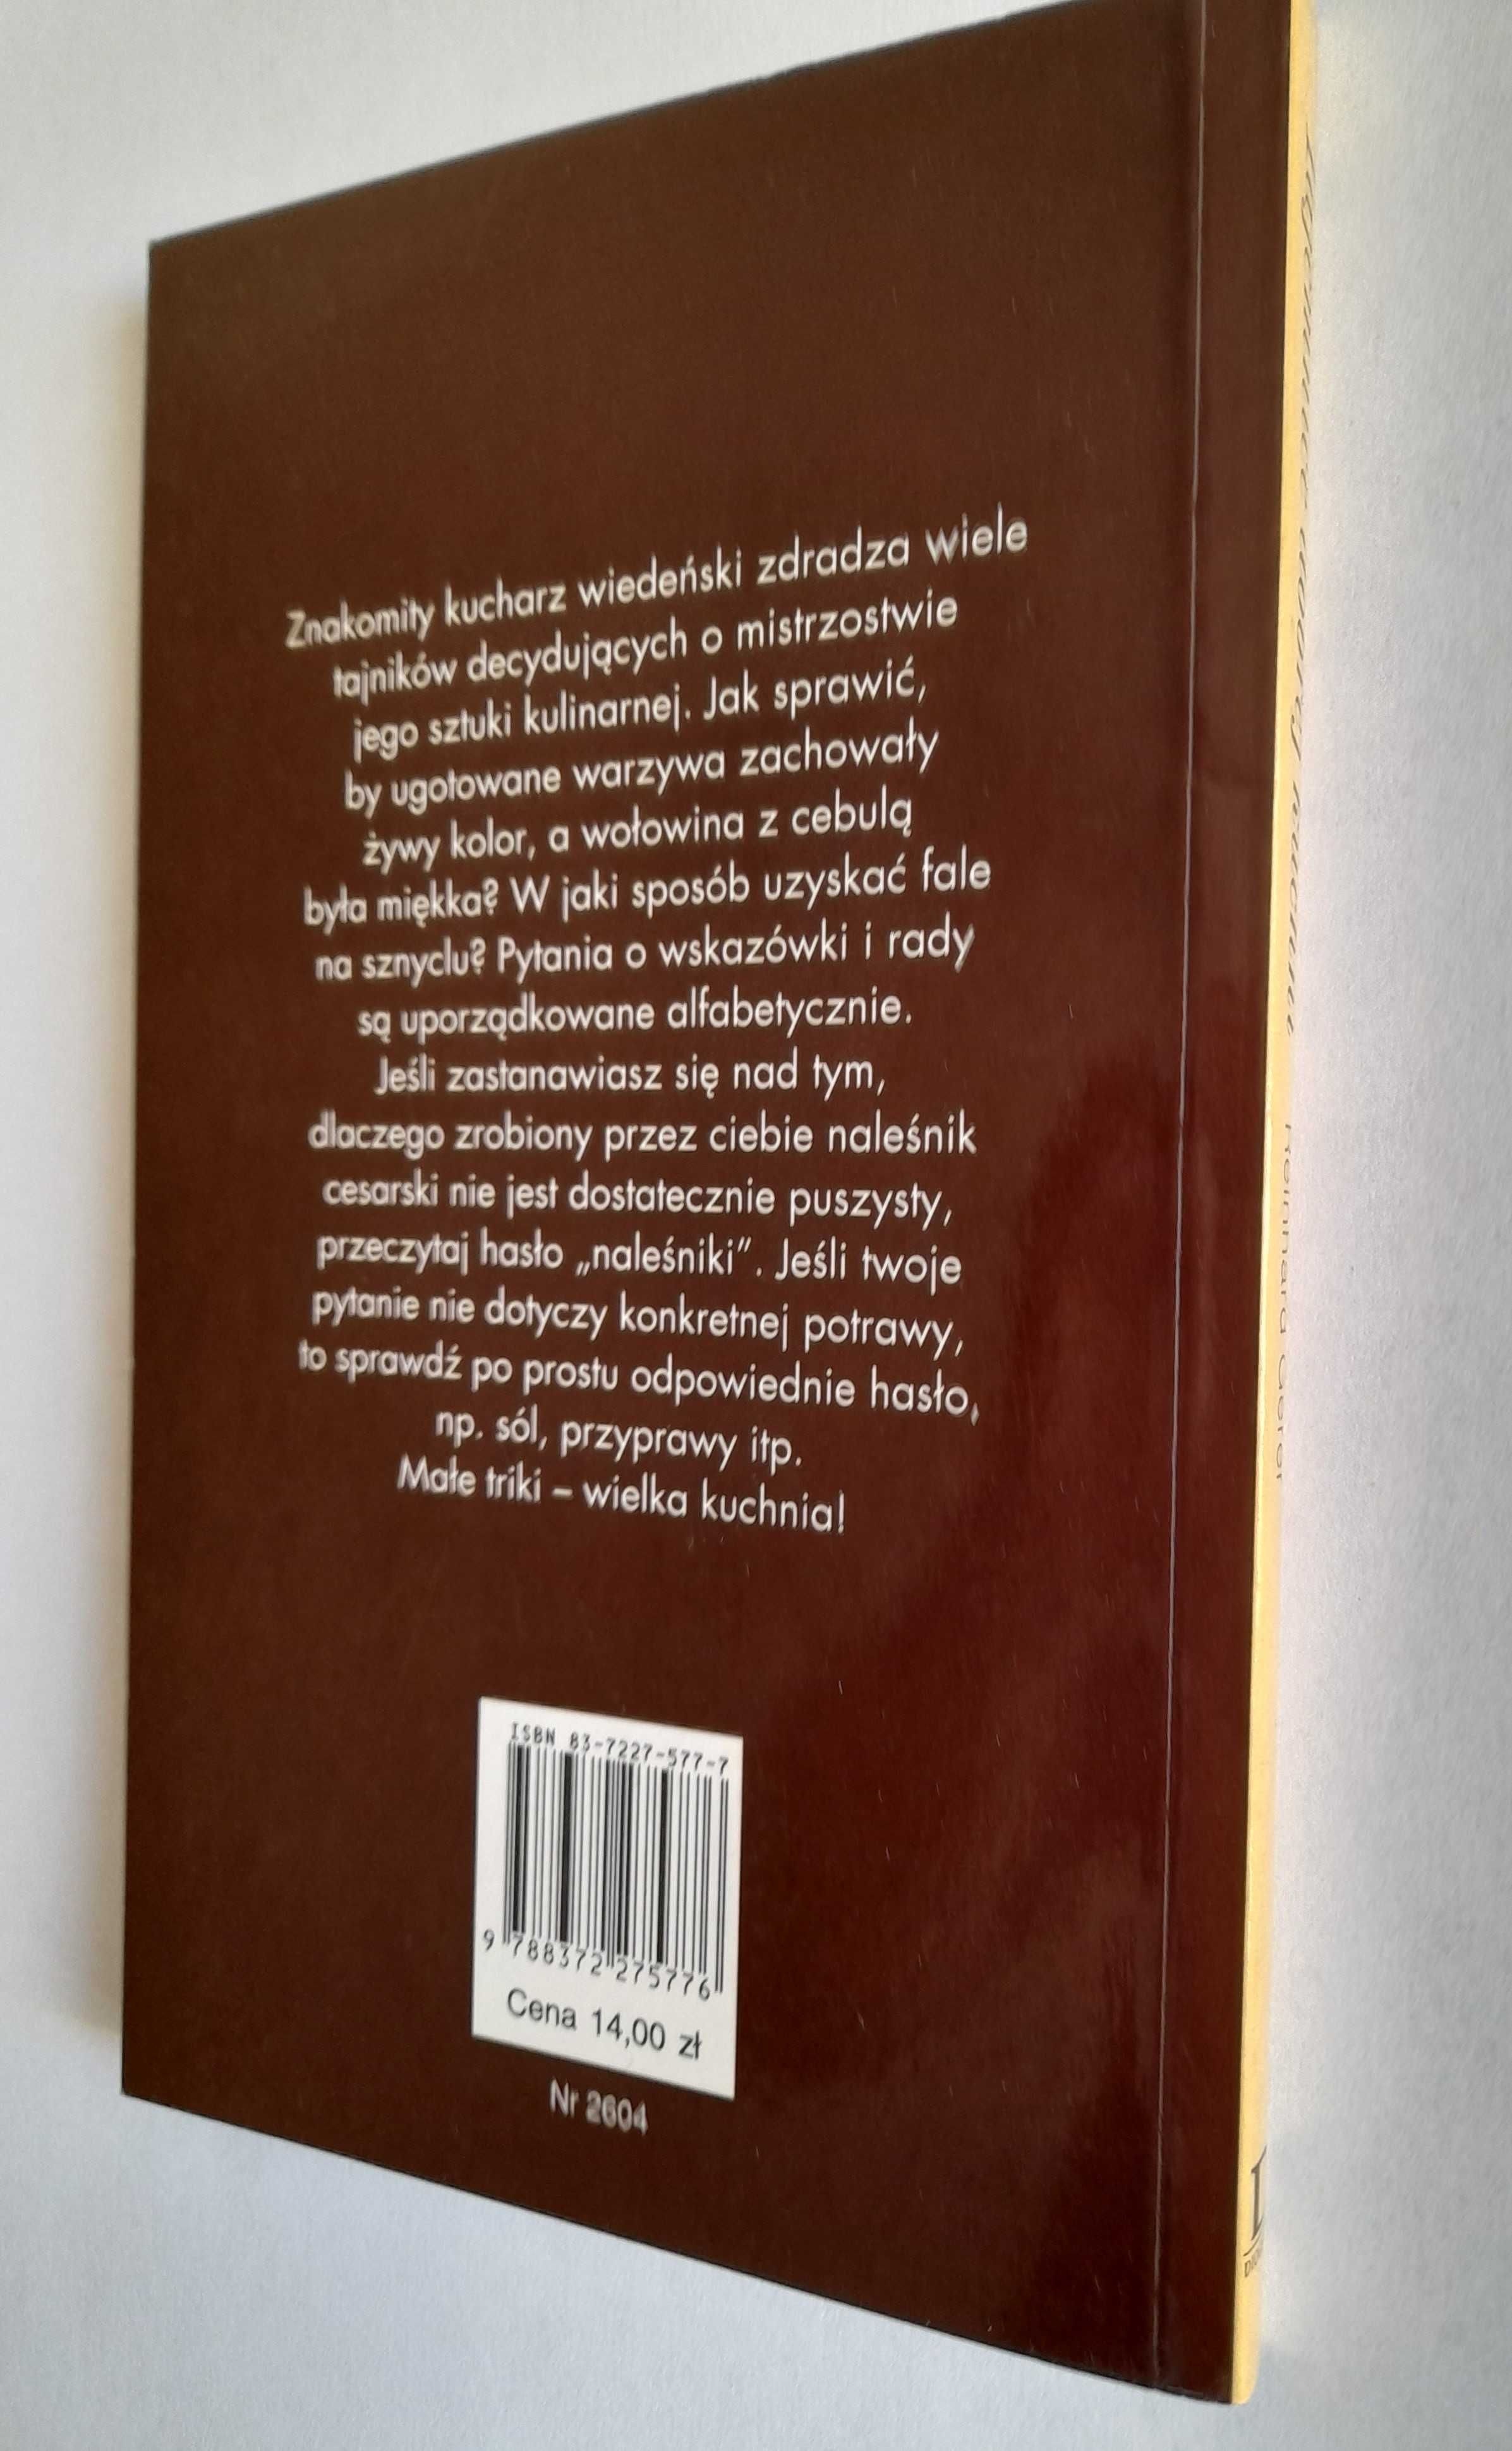 Znakomity kucharz wiedeński zdradza wiele
tajników decydujących o mistrzostwie
jego sztuki kulinarnej. Jak sprawić,
by ugotowane warzywa zachowały
żywy kolor, a wołowina z cebulą
była miękka? W jaki sposób uzyskać fale
na sznyclu? Pytania o wskazówki i rady
są uporządkowane alfabetycznie.
Jeśli zastanawiasz się nad tym,
dlaczego zrobiony przez ciebie naleśnik
cesarski nie jest dostatecznie puszysty,
przeczytaj hasło „naleśniki”. Jeśli twoje
pytanie nie dotyczy konkretnej potrawy,
to sprawdź po prostu odpowiednie hasło,
np. sól, przyprawy itp.
Małe triki – wielka kuchnia!
ISBN 83-7227-577-7
9 788372 275776
Cena 14,00 zł
Nr 2604